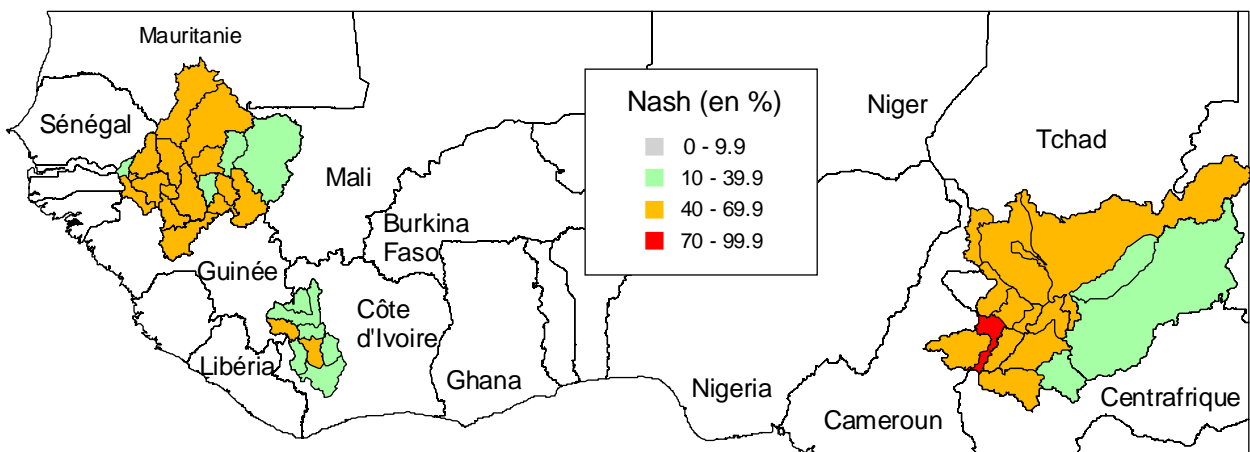 Mauritanie
Sénégal
Mali
Burkina
Faso
Guinée
Côte
d'Ivoire
Libéria
Ghana
Nash (en %)
0 - 9.9
10 - 39.9
40 - 69.9
70 - 99.9
Niger
Tchad
Nigeria
Cameroun
Centrafrique